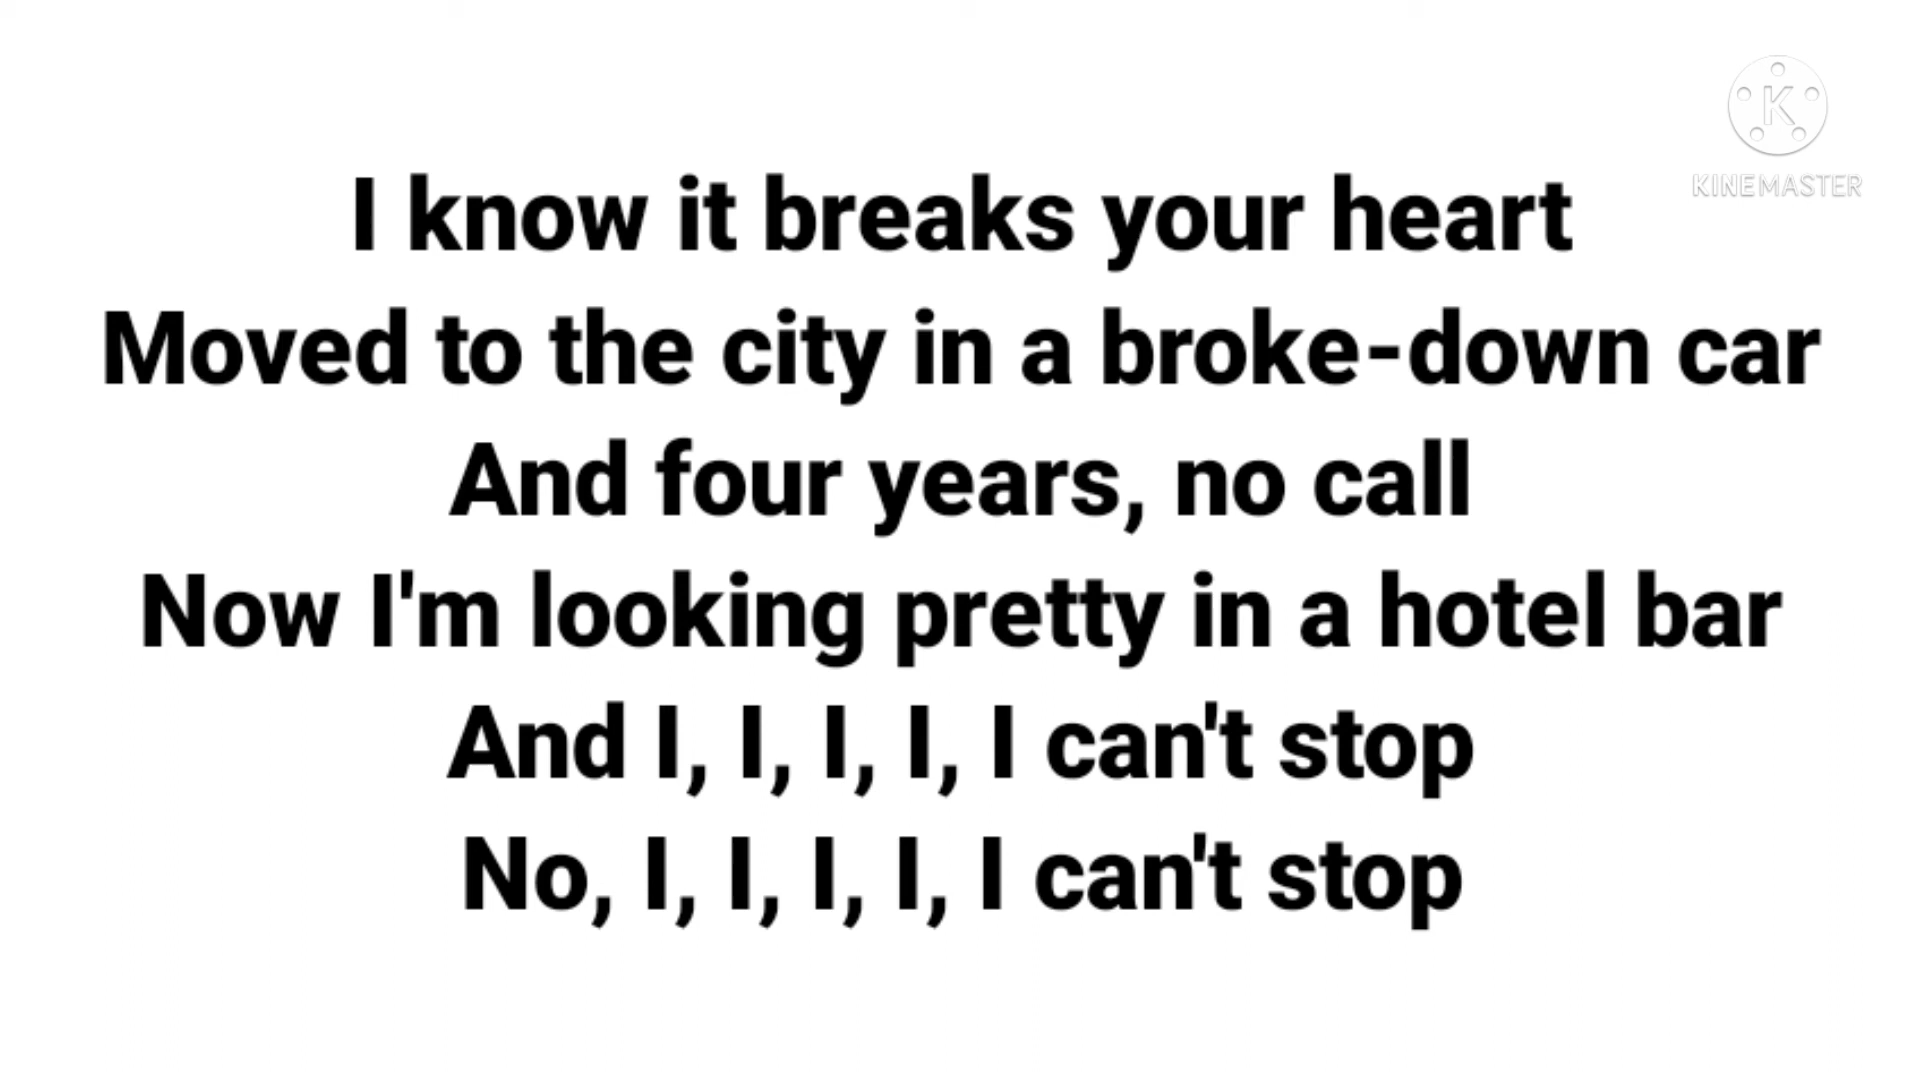 K
KINEMASTER
I know it breaks your heart
Moved to the city in a broke-down car
And four years, no call
Now I'm looking pretty in a hotel bar
And I, I, I, I, I can't stop
No, I, I, I, I, I can't stop